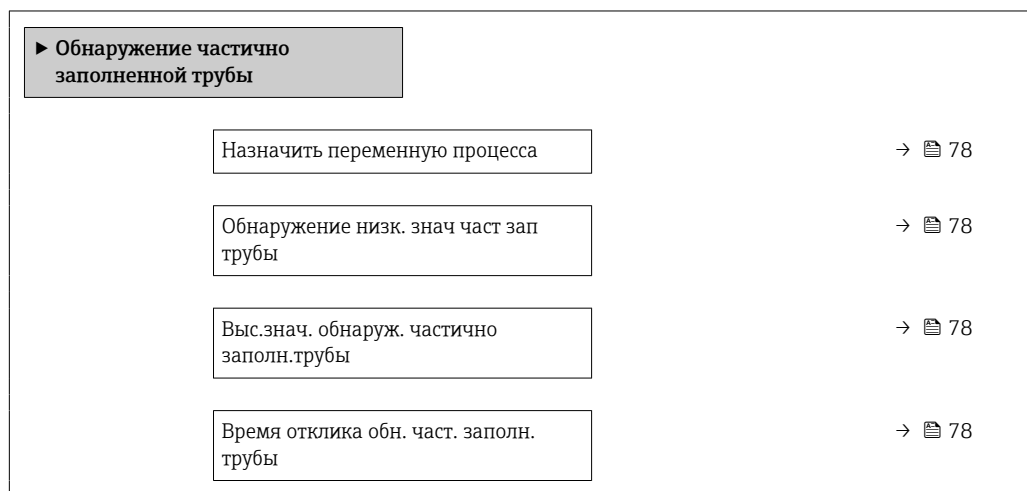 ▶ Обнаружение частично
заполненной трубы
Назначить переменную процесса → 78
Обнаружение низк. знач част зап → 78
трубы
Выс.знач. обнаруж. частично → 78
заполн.трубы
Время отклика обн. част. заполн. → 78
трубы